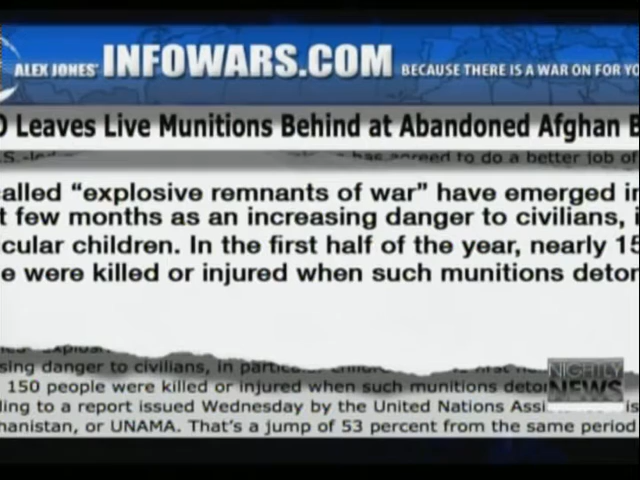 ALEX JONES' INFOWARS.COM BECAUSE THERE IS A WAR ON FOR YO
O Leaves Live Munitions Behind at Abandoned Afghan B
has agreed to do a better job of
called “explosive remnants of war” have emerged in
t few months as an increasing danger to civilians, i
icular children. In the first half of the year, nearly 15
e were killed or injured when such munitions deton
sing danger to civilians, in
150 people were killed or injured when such munitions deton
NIGHTLY NEWS
ding to a report issued Wednesday by the United Nations Assi
hanistan, or UNAMA. That's a jump of 53 percent from the same period